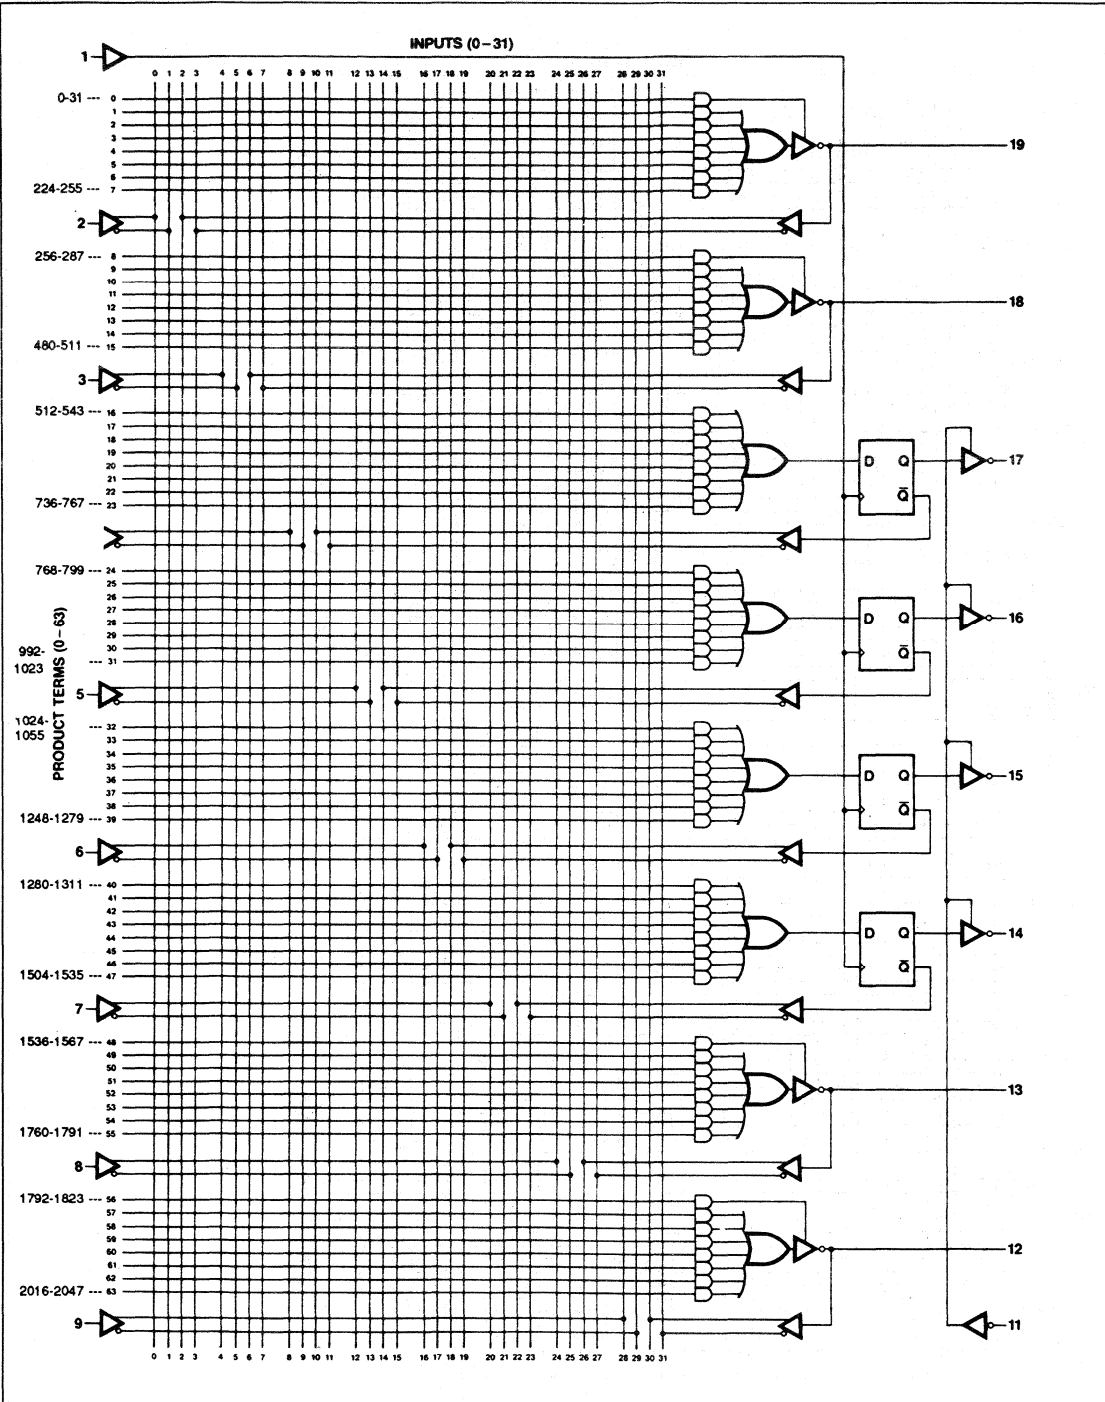 INPUTS (0–31)
1
0 1 2 3 4 5 6 7 8 9 10 11 12 13 14 15 16 17 18 19 20 21 22 23 24 25 26 27 28 29 30 31
0-31 --- 0
1
2
3
4
5
6
224-255 --- 7
19
2
256-287 --- 8
9
10
11
12
13
14
480-511 --- 15
18
3
512-543 --- 16
17
18
19
20
21
22
736-767 --- 23
D Q
Q̅
17
768-799 --- 24
25
26
27
28
29
30
992-
1023 --- 31
D Q
Q̅
16
PRODUCT TERMS (0–63)
5
1024-
1055 --- 32
33
34
35
36
37
38
1248-1279 --- 39
D Q
Q̅
15
6
1280-1311 --- 40
41
42
43
44
45
46
1504-1535 --- 47
D Q
Q̅
14
7
1536-1567 --- 48
49
50
51
52
53
54
1760-1791 --- 55
13
8
1792-1823 --- 56
57
58
59
60
61
62
2016-2047 --- 63
12
9
11
0 1 2 3 4 5 6 7 8 9 10 11 12 13 14 15 16 17 18 19 20 21 22 23 24 25 26 27 28 29 30 31